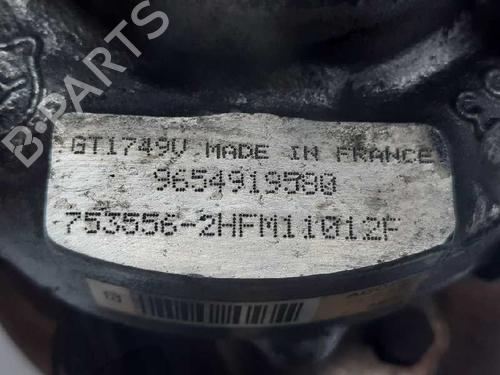 B-PARTS
GT1749V MADE IN FRANCE
9654919580
753556-2HFM11012F